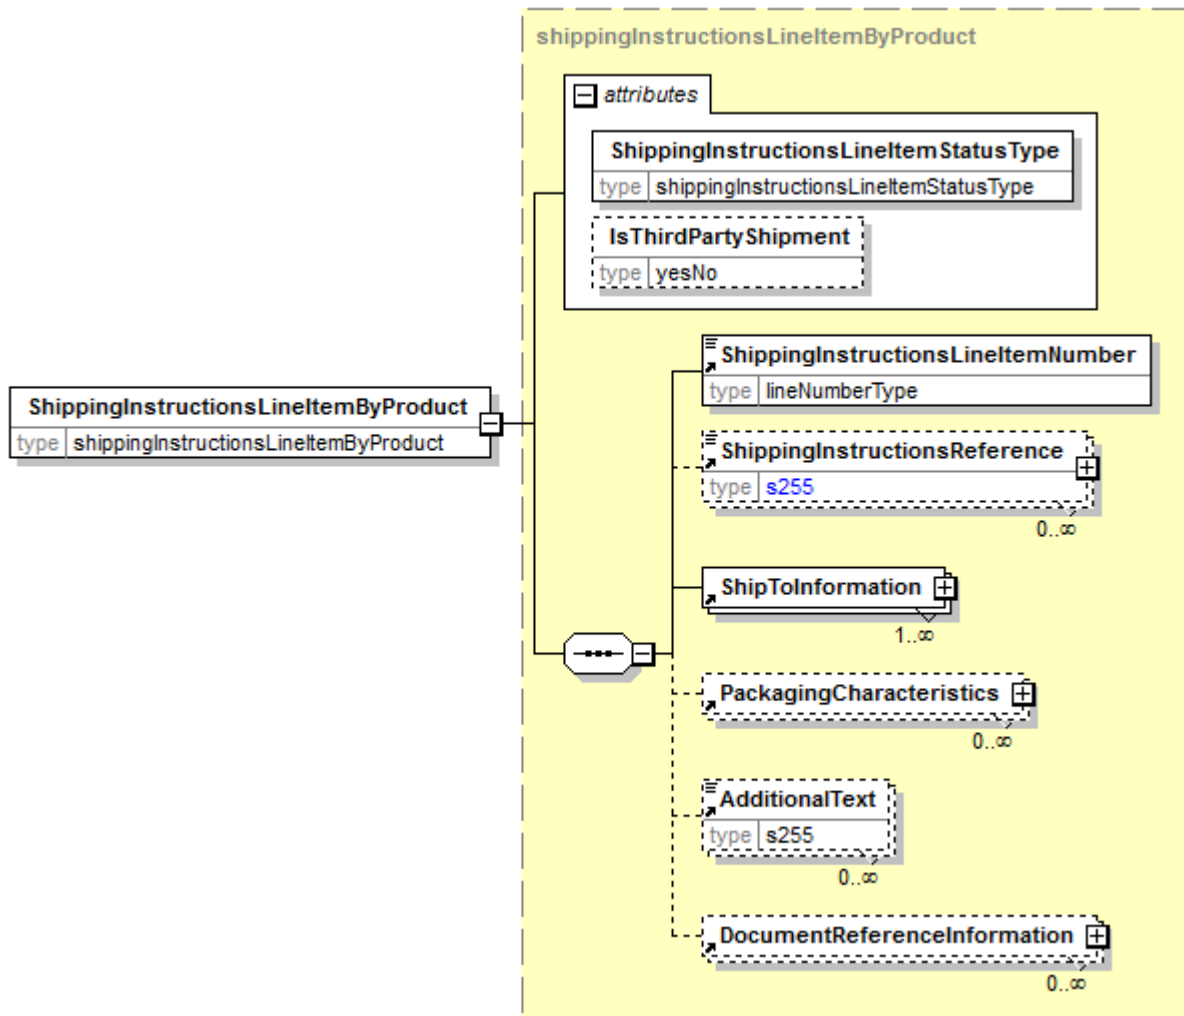 shippingInstructionsLineItemByProduct
attributes
ShippingInstructionsLineItemStatusType
type shippingInstructionsLineItemStatusType
IsThirdPartyShipment
type yesNo
ShippingInstructionsLineItemByProduct
type shippingInstructionsLineItemByProduct
ShippingInstructionsLineItemNumber
type lineNumberType
ShippingInstructionsReference
type s255
0..∞
ShipToInformation
1..∞
PackagingCharacteristics
0..∞
AdditionalText
type s255
0..∞
DocumentReferenceInformation
0..∞